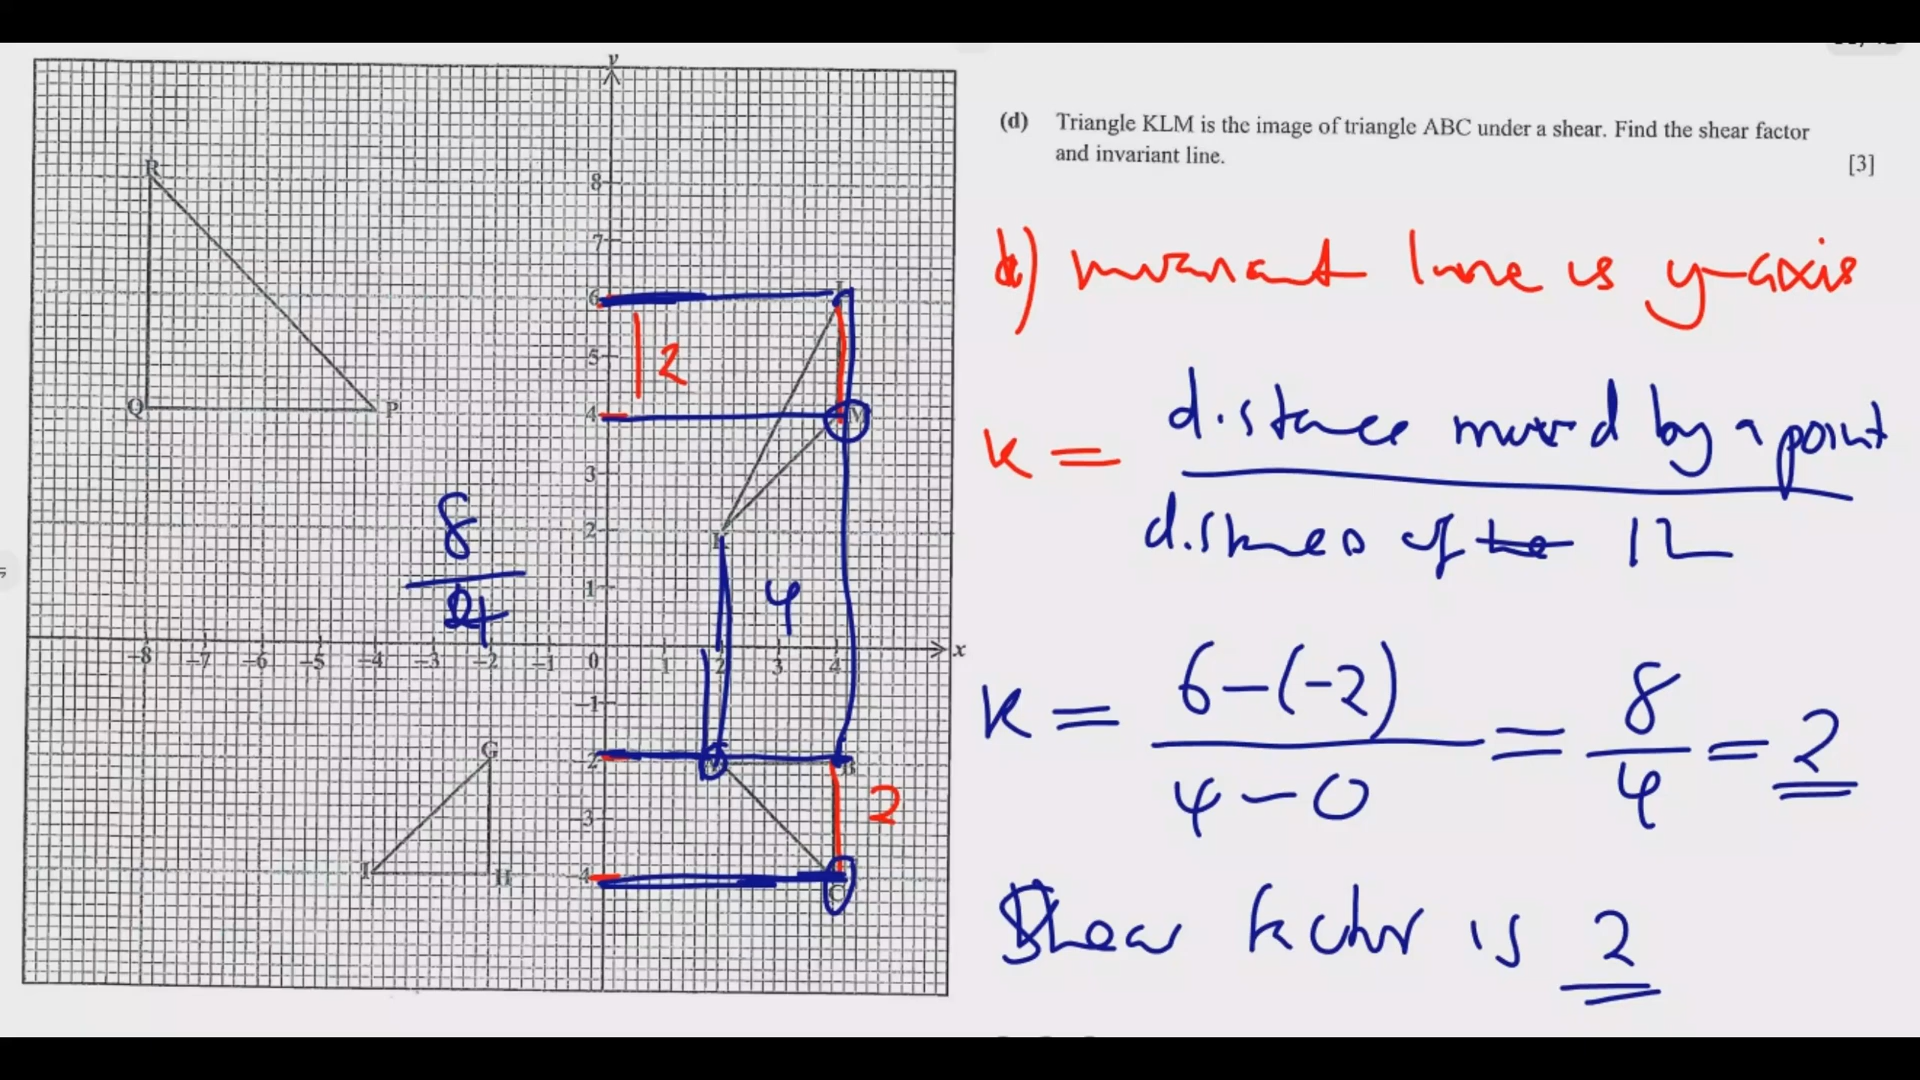 (d) Triangle KLM is the image of triangle ABC under a shear. Find the shear factor
and invariant line.
[3]
invariant line is y-axis
K = distance moved by a point
distances of the 1L
K = 6-(-2) = 8 = 2
4-0 4
Shear factor is 2
y
R
8
7
L
6
2
5
Q P
4 M
3
8
2 K
4
4
1
-8 -7 -6 -5 -4 -3 -2 -1 0 1 2 3 4 x
-1
G
2 B
3 2
I H
-4 C